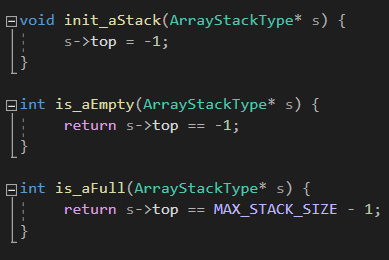 void init_aStack(ArrayStackType* s) {
s->top = -1;
}
int is_aEmpty(ArrayStackType* s) {
return s->top == -1;
}
int is_aFull(ArrayStackType* s) {
return s->top == MAX_STACK_SIZE - 1;
}